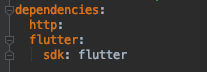 dependencies:
  http:
  flutter:
    sdk: flutter